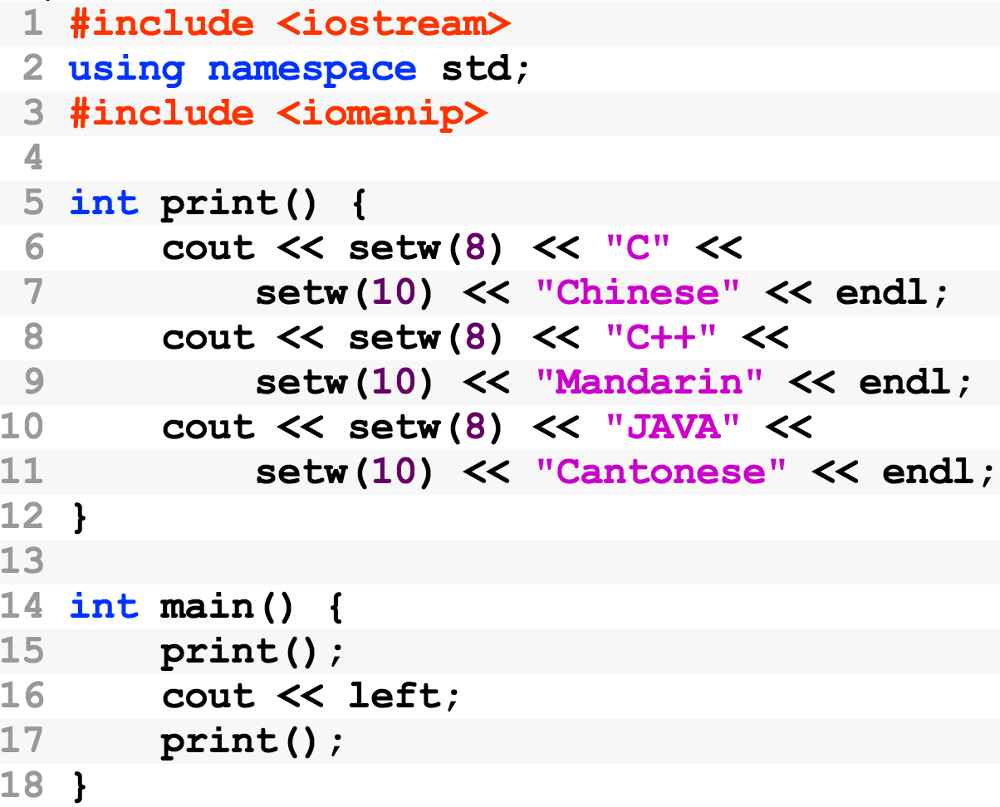 1 #include <iostream>
2 using namespace std;
3 #include <iomanip>
4
5 int print() {
6     cout << setw(8) << "C" <<
7         setw(10) << "Chinese" << endl;
8     cout << setw(8) << "C++" <<
9         setw(10) << "Mandarin" << endl;
10     cout << setw(8) << "JAVA" <<
11         setw(10) << "Cantonese" << endl;
12 }
13
14 int main() {
15     print();
16     cout << left;
17     print();
18 }